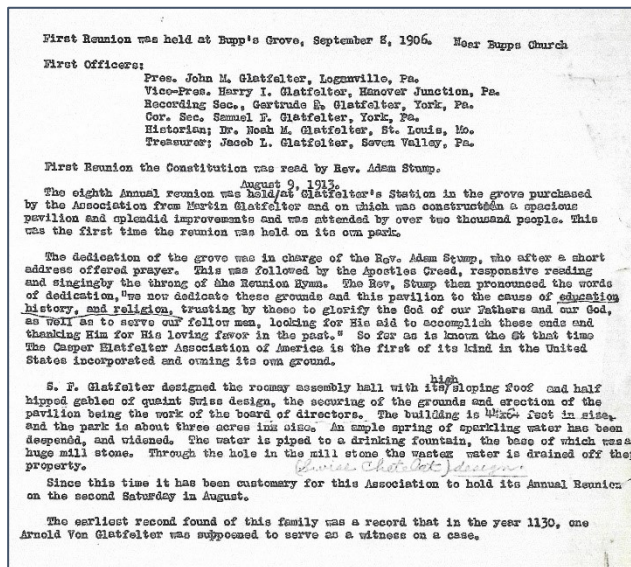 First Reunion was held at Bupp's Grove, September 8, 1906. Near Bupps Church
First Officers:
Pres. John M. Glatfelter, Loganville, Pa.
Vice-Pres. Harry I. Glatfelter, Hanover Junction, Pa.
Recording Sec., Gertrude E. Glatfelter, York, Pa.
Cor. Sec. Samuel F. Glatfelter, York, Pa.
Historian; Dr. Noah M. Glatfelter, St. Louis, Mo.
Treasurer; Jacob L. Glatfelter, Seven Valley, Pa.
First Reunion the Constitution was read by Rev. Adam Stump.
August 9, 1913.
The eighth Annual reunion was held/at Glatfelter's Station in the grove purchased
by the Association from Martin Glatfelter and on which was constructen a spacious
pavilion and splendid improvements and was attended by over two thousand people. This
was the first time the reunion was held on its own park.
The dedication of the grove was in charge of the Rev. Adam Stump, who after a short
address offered prayer. This was followed by the Apostles Creed, responsive reading
and singingby the throng of the Reunion Hymn. The Rev. Stump then pronounced the words
of dedication,"we now dedicate these grounds and this pavilion to the cause of education
history, and religion, trusting by these to glorify the God of our Fathers and our God,
as well as to serve our fellow men, looking for His aid to accomplish these ends and
thanking Him for His loving favor in the past." So far as is known the at that time
The Casper Glatfelter Association of America is the first of its kind in the United
States incorporated and owning its own ground.
high
S. F. Glatfelter designed the roomay assembly hall with its/sloping roof and half
hipped gables of quaint Swiss design, the securing of the grounds and erection of the
pavilion being the work of the board of directors. The building is 44x64 feet in size,
and the park is about three acres inn size. An ample spring of sparkling water has been
deepend, and widened. The water is piped to a drinking fountain, the base of which was a
huge mill stone. Through the hole in the mill stone the wastex water is drained off the
property. (Swiss Chatelat) design.
Since this time it has been customary for this Association to hold its Annual Reunion
on the second Saturday in August.
The earliest recond found of this family was a record that in the year 1130, one
Arnold Von Glatfelter was suppoened to serve as a witness on a case.